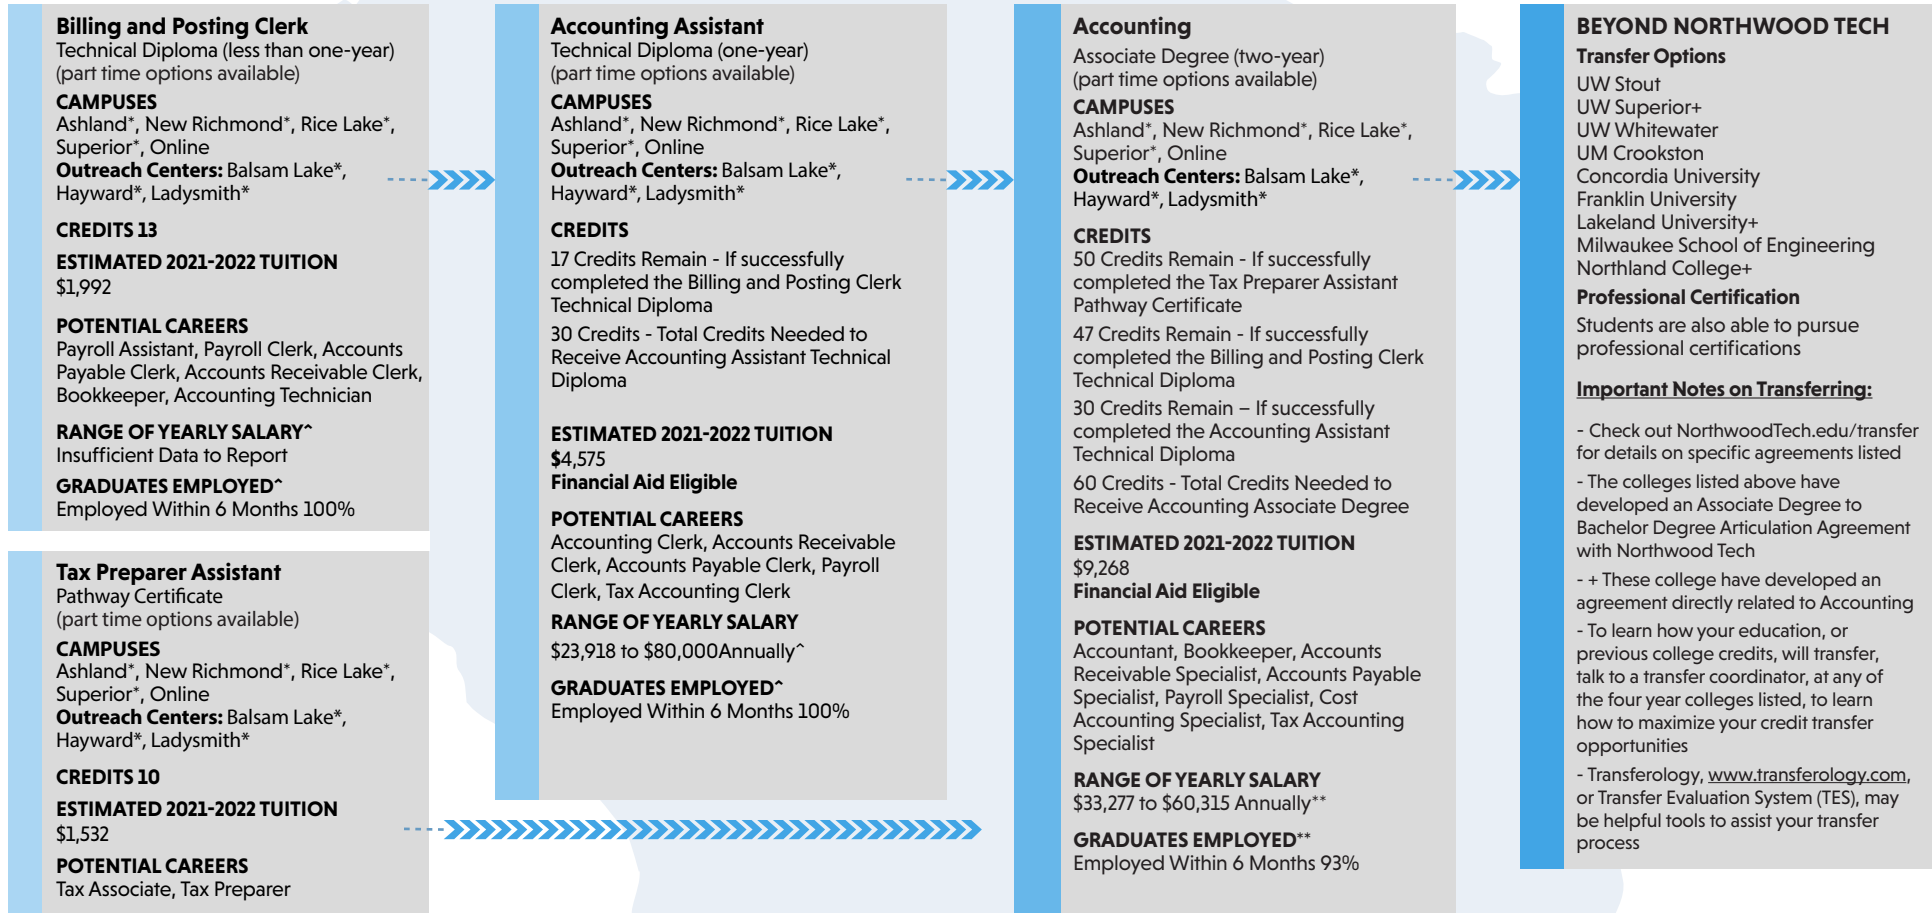 Billing and Posting Clerk
Technical Diploma (less than one-year)
(part time options available)
CAMPUSES
Ashland*, New Richmond*, Rice Lake*,
Superior*, Online
Outreach Centers: Balsam Lake*,
Hayward*, Ladysmith*
CREDITS 13
ESTIMATED 2021-2022 TUITION
$1,992
POTENTIAL CAREERS
Payroll Assistant, Payroll Clerk, Accounts
Payable Clerk, Accounts Receivable Clerk,
Bookkeeper, Accounting Technician
RANGE OF YEARLY SALARY^
Insufficient Data to Report
GRADUATES EMPLOYED^
Employed Within 6 Months 100%
Tax Preparer Assistant
Pathway Certificate
(part time options available)
CAMPUSES
Ashland*, New Richmond*, Rice Lake*,
Superior*, Online
Outreach Centers: Balsam Lake*,
Hayward*, Ladysmith*
CREDITS 10
ESTIMATED 2021-2022 TUITION
$1,532
POTENTIAL CAREERS
Tax Associate, Tax Preparer
Accounting Assistant
Technical Diploma (one-year)
(part time options available)
CAMPUSES
Ashland*, New Richmond*, Rice Lake*,
Superior*, Online
Outreach Centers: Balsam Lake*,
Hayward*, Ladysmith*
CREDITS
17 Credits Remain - If successfully
completed the Billing and Posting Clerk
Technical Diploma
30 Credits - Total Credits Needed to
Receive Accounting Assistant Technical
Diploma
ESTIMATED 2021-2022 TUITION
$4,575
Financial Aid Eligible
POTENTIAL CAREERS
Accounting Clerk, Accounts Receivable
Clerk, Accounts Payable Clerk, Payroll
Clerk, Tax Accounting Clerk
RANGE OF YEARLY SALARY
$23,918 to $80,000Annually^
GRADUATES EMPLOYED^
Employed Within 6 Months 100%
Accounting
Associate Degree (two-year)
(part time options available)
CAMPUSES
Ashland*, New Richmond*, Rice Lake*,
Superior*, Online
Outreach Centers: Balsam Lake*,
Hayward*, Ladysmith*
CREDITS
50 Credits Remain - If successfully
completed the Tax Preparer Assistant
Pathway Certificate
47 Credits Remain - If successfully
completed the Billing and Posting Clerk
Technical Diploma
30 Credits Remain – If successfully
completed the Accounting Assistant
Technical Diploma
60 Credits - Total Credits Needed to
Receive Accounting Associate Degree
ESTIMATED 2021-2022 TUITION
$9,268
Financial Aid Eligible
POTENTIAL CAREERS
Accountant, Bookkeeper, Accounts
Receivable Specialist, Accounts Payable
Specialist, Payroll Specialist, Cost
Accounting Specialist, Tax Accounting
Specialist
RANGE OF YEARLY SALARY
$33,277 to $60,315 Annually**
GRADUATES EMPLOYED**
Employed Within 6 Months 93%
BEYOND NORTHWOOD TECH
Transfer Options
UW Stout
UW Superior+
UW Whitewater
UM Crookston
Concordia University
Franklin University
Lakeland University+
Milwaukee School of Engineering
Northland College+
Professional Certification
Students are also able to pursue
professional certifications
Important Notes on Transferring:
- Check out NorthwoodTech.edu/transfer
for details on specific agreements listed
- The colleges listed above have
developed an Associate Degree to
Bachelor Degree Articulation Agreement
with Northwood Tech
- + These college have developed an
agreement directly related to Accounting
- To learn how your education, or
previous college credits, will transfer,
talk to a transfer coordinator, at any of
the four year colleges listed, to learn
how to maximize your credit transfer
opportunities
- Transferology, www.transferology.com,
or Transfer Evaluation System (TES), may
be helpful tools to assist your transfer
process